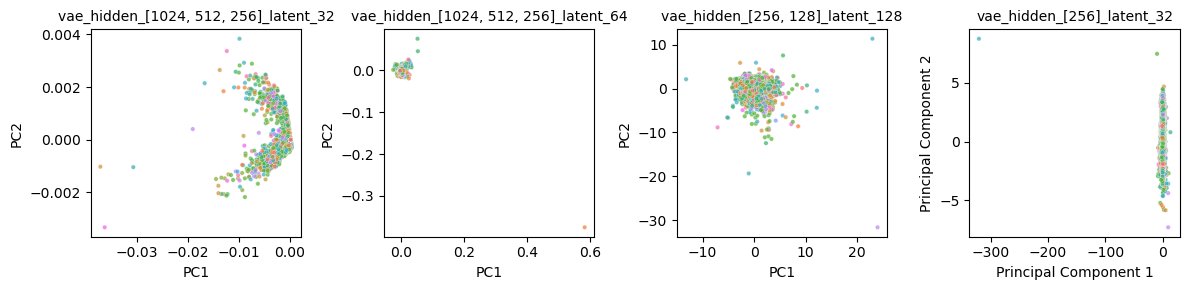 vae_hidden_[1024, 512, 256]_latent_32
0.004
0.002
0.000
−0.002
PC2
−0.03
−0.02
−0.01
0.00
PC1
vae_hidden_[1024, 512, 256]_latent_64
0.0
−0.1
−0.2
−0.3
PC2
0.0
0.2
0.4
0.6
PC1
vae_hidden_[256, 128]_latent_128
10
0
−10
−20
−30
PC2
−10
0
10
20
PC1
vae_hidden_[256]_latent_32
5
0
−5
Principal Component 2
−300
−200
−100
0
Principal Component 1